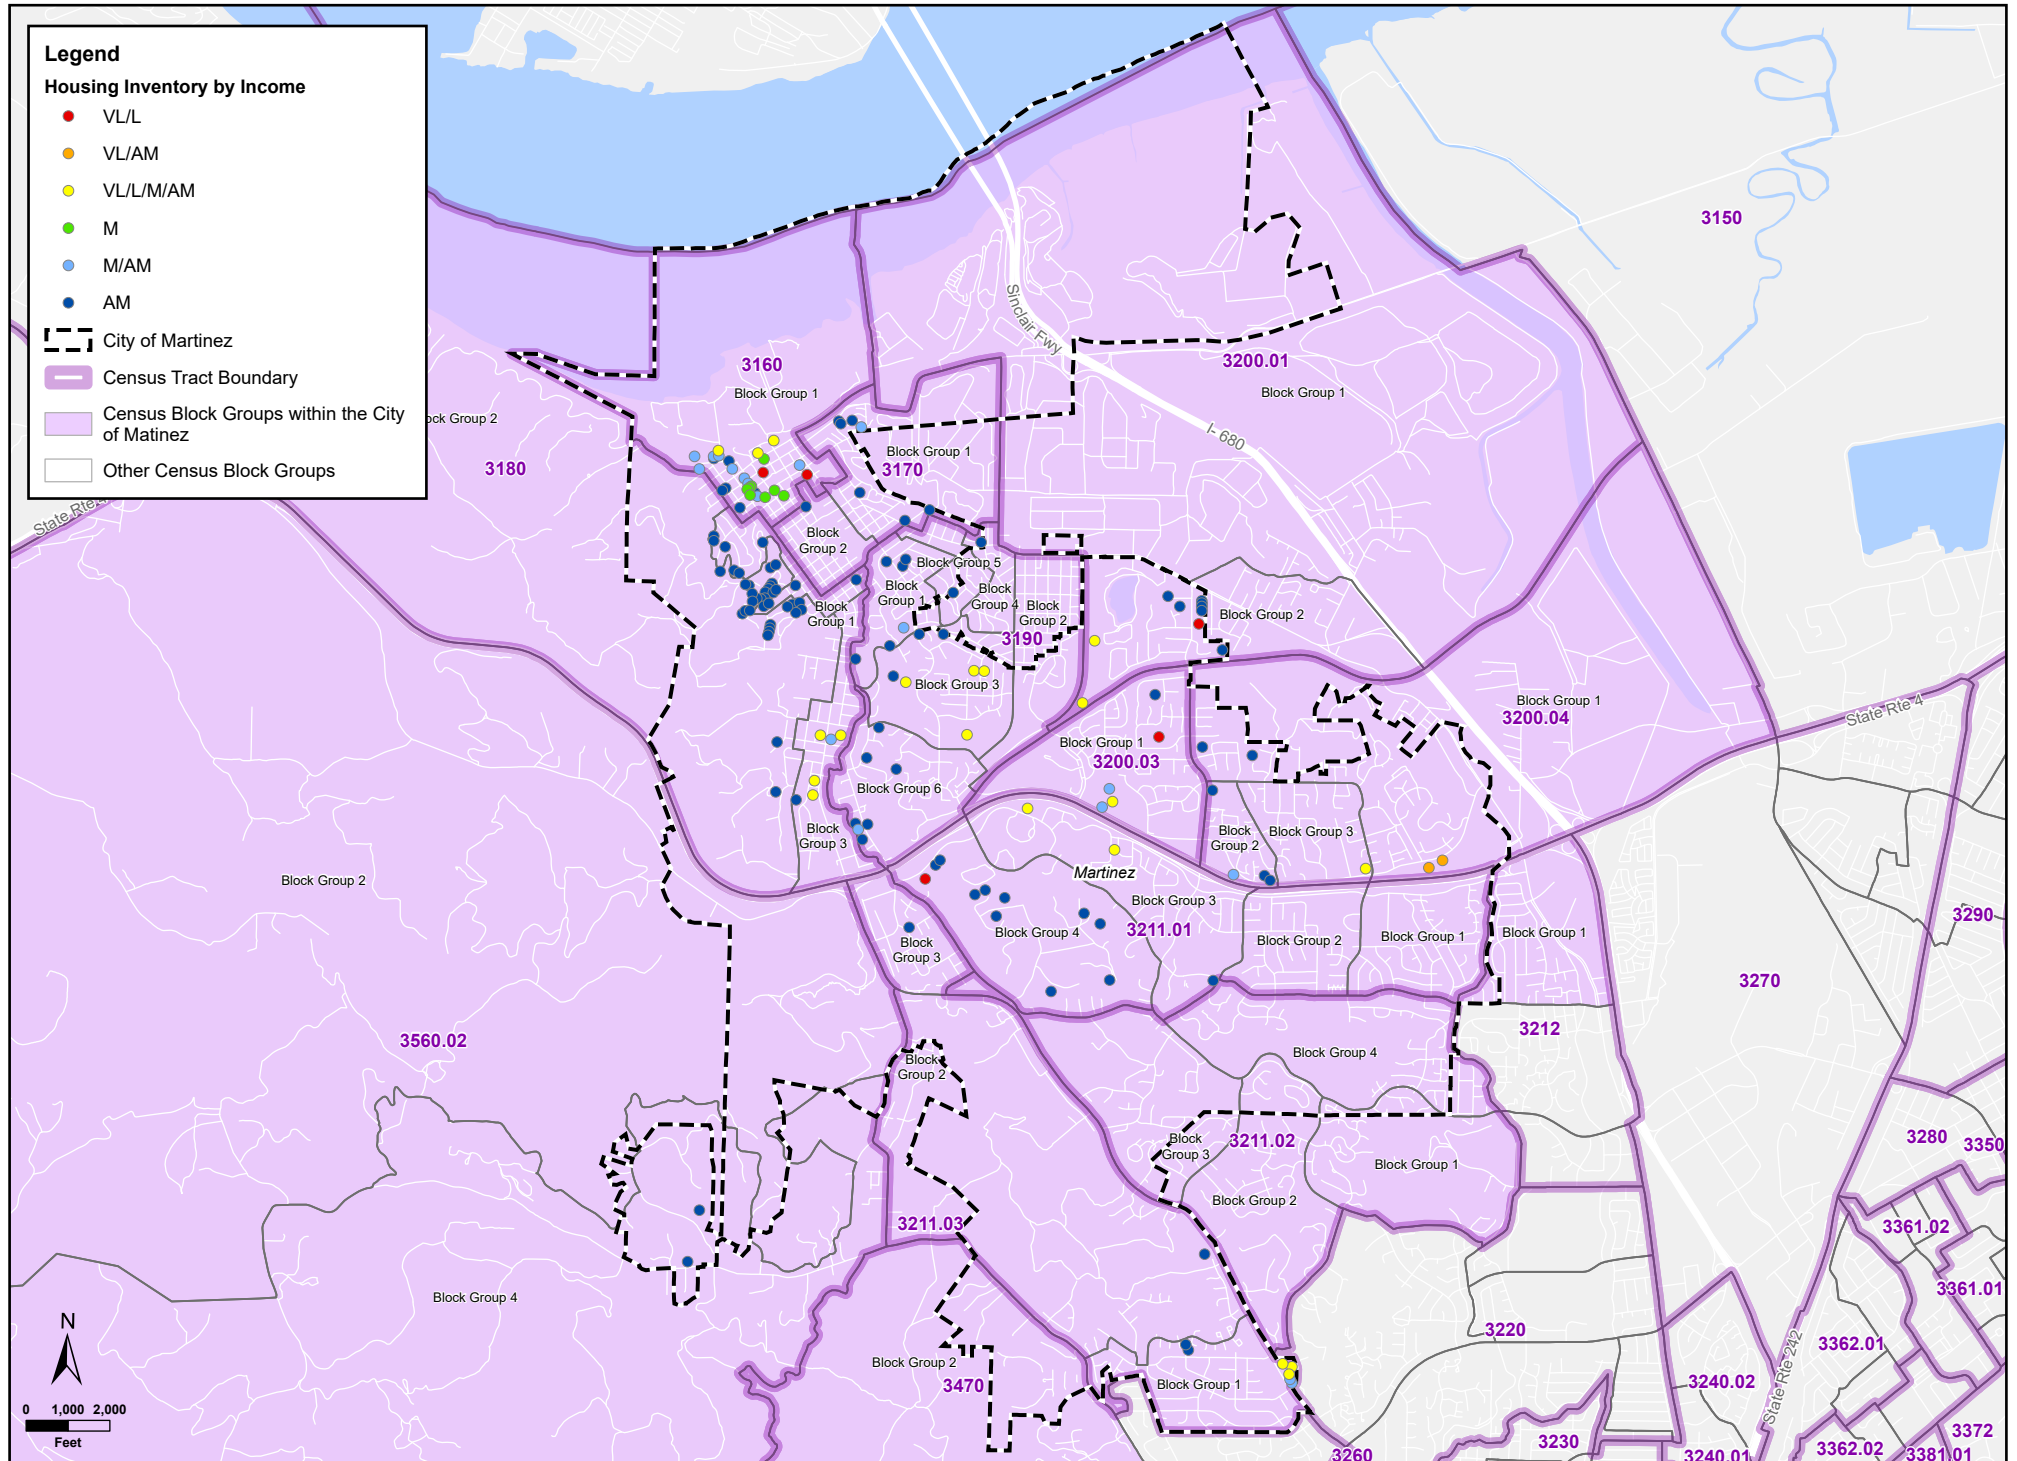 Legend
Housing Inventory by Income
VL/L
VL/AM
VL/L/M/AM
M
M/AM
AM
City of Martinez
Census Tract Boundary
Census Block Groups within the City
of Matinez
Other Census Block Groups
3150
Sinclair Fwy
3160
Block Group 1
3200.01
Block Group 1
ock Group 2
3180
I- 680
Block Group 1
3170
State Rte
Block
Group 2
Block Group 5
Block
Group 1
Block
Group 4
Block
Group 2
Block
Group 1
Block Group 2
3190
Block Group 3
Block Group 1
3200.04
State Rte 4
Block Group 1
3200.03
Block Group 6
Block
Group 3
Block
Group 2
Block Group 3
Martinez
Block Group 2
Block Group 3
3211.01
Block Group 4
Block Group 2
Block Group 1
Block Group 1
3290
Block
Group 3
3270
3212
3560.02
Block Group 4
Block
Group 2
3280
3350
Block
Group 3
3211.02
Block Group 1
Block Group 2
3211.03
3361.02
3361.01
Block Group 4
N
3220
3362.01
State Rte 242
Block Group 2
3470
Block Group 1
3240.02
0 1,000 2,000
Feet
3260
3230
3240.01
3362.02
3372
3381.01